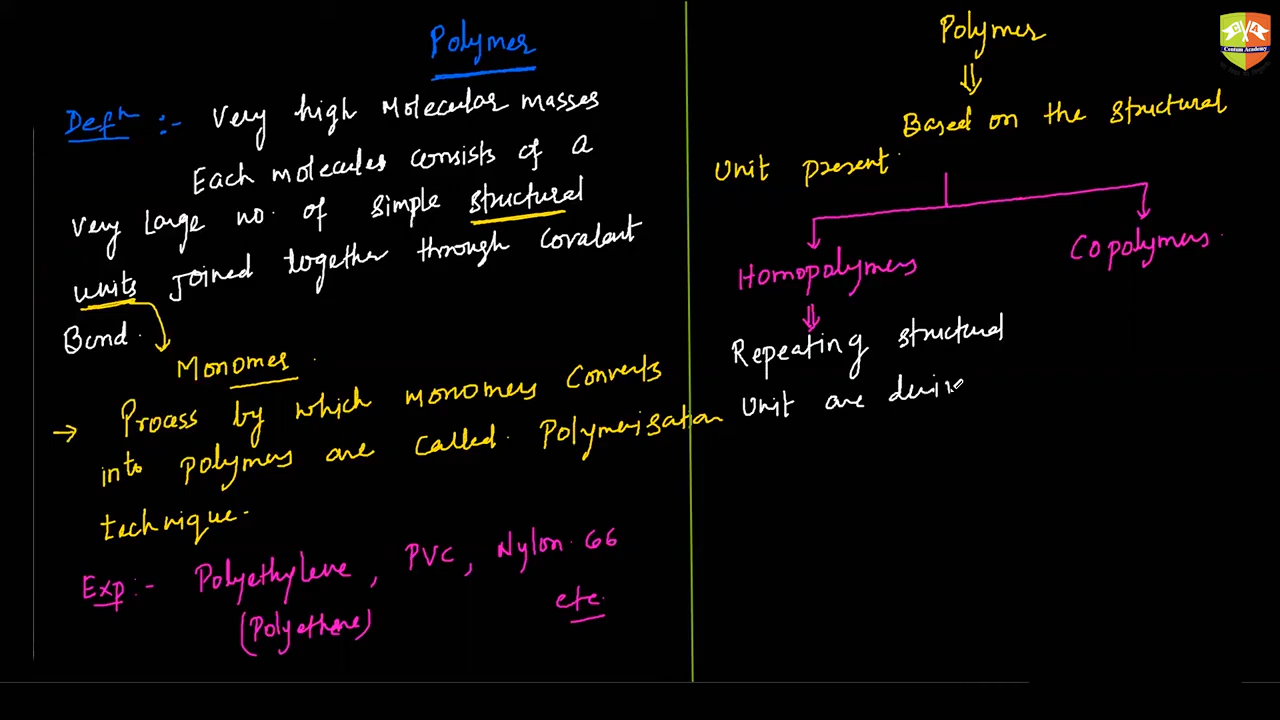 Polymer
Defn :- Very high Molecular masses
Each molecules consists of a
very large no. of simple structural
units joined together through Covalent
Bond.
Monomer.
→ Process by which monomers Converts
into polymers are called. Polymerisation
technique.
Exp :- Polyethylene, PVC, Nylon. 66
(Polyethene) etc.
Polymer
⇓
Based on the structural
Unit present.
Homopolymers Copolymers.
⇓
Repeating structural
Unit are
Centum Academy